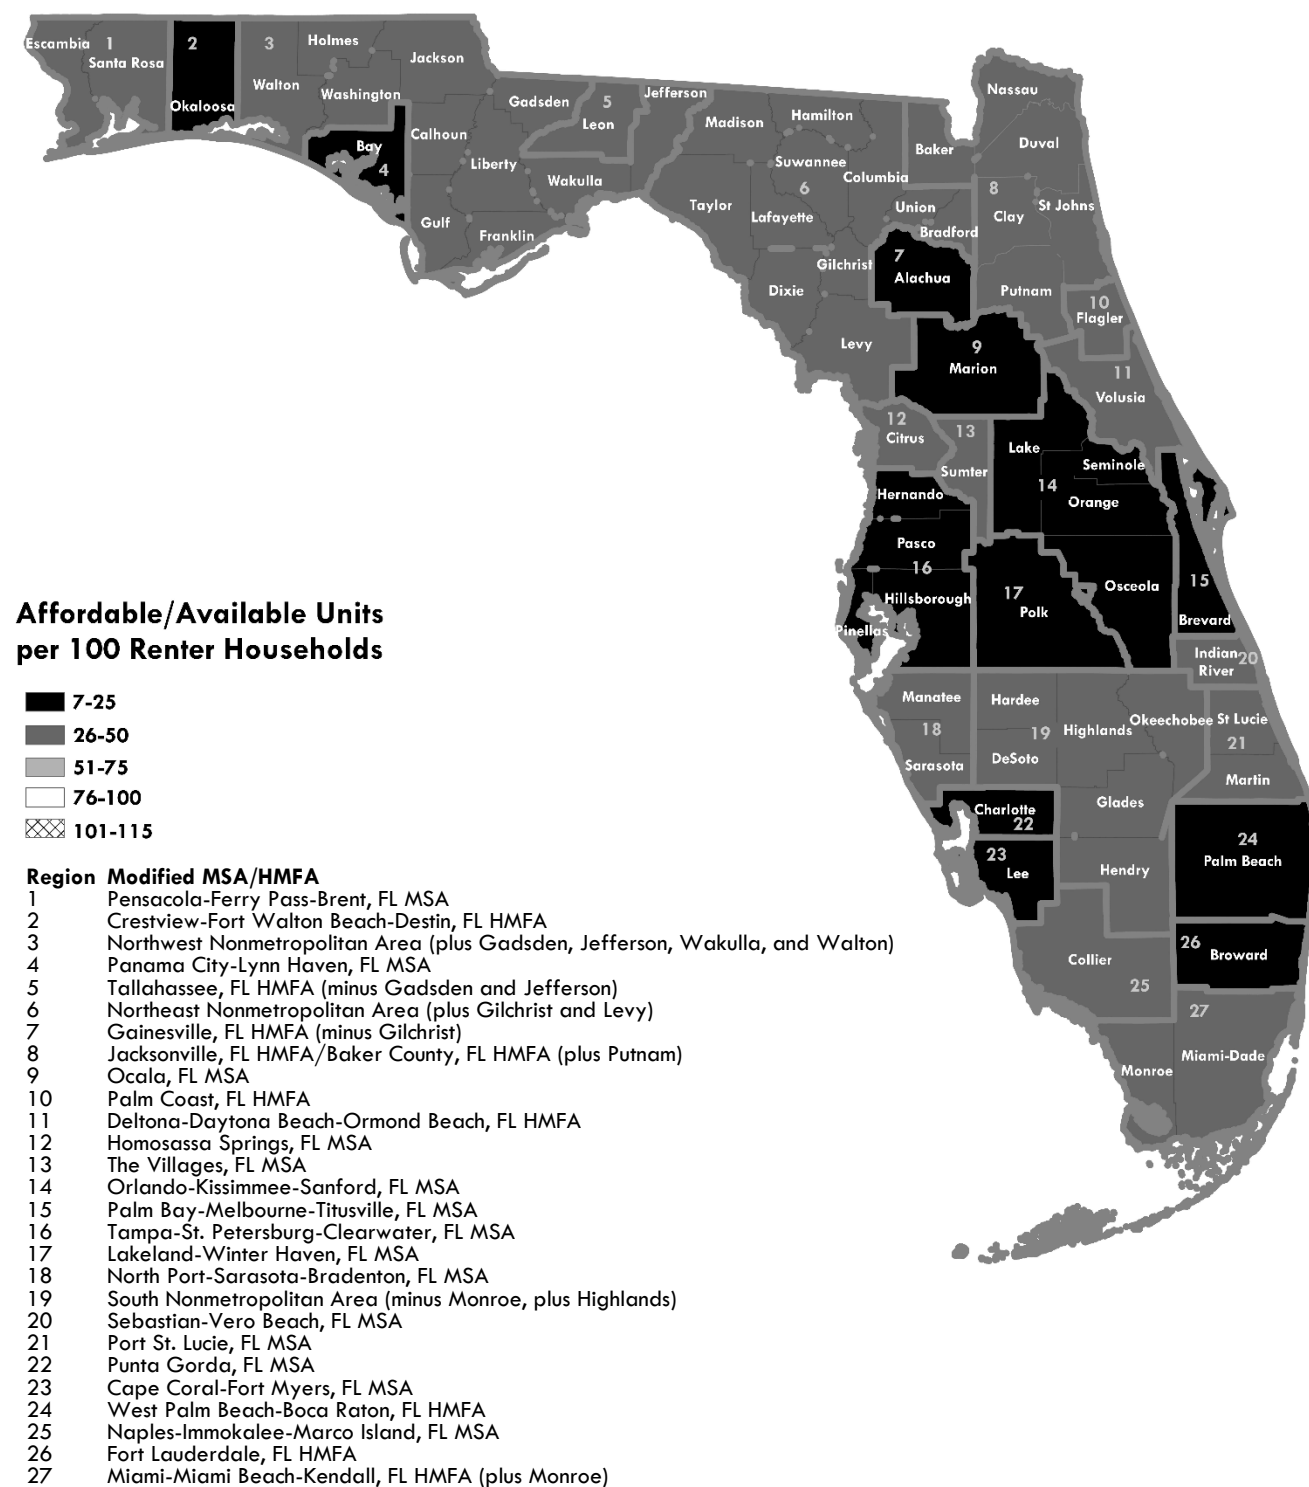 Escambia
1
Santa Rosa
2
Okaloosa
3
Walton
Holmes
Washington
Jackson
Bay
4
Calhoun
Gulf
Liberty
Franklin
Gadsden
5
Leon
Wakulla
Jefferson
Madison
Taylor
Hamilton
Suwannee
6
Lafayette
Columbia
Dixie
Gilchrist
Levy
Baker
Union
Bradford
7
Alachua
Nassau
Duval
8
Clay
St Johns
Putnam
10
Flagler
9
Marion
11
Volusia
12
Citrus
13
Sumter
Lake
Seminole
14
Orange
Osceola
Hernando
Pasco
16
Hillsborough
Pinellas
17
Polk
15
Brevard
Indian
River
20
Manatee
18
Sarasota
Hardee
19
DeSoto
Highlands
Okeechobee
St Lucie
21
Martin
Charlotte
22
Glades
23
Lee
Hendry
24
Palm Beach
26
Broward
Collier
25
27
Miami-Dade
Monroe
Affordable/Available Units
per 100 Renter Households
7-25
26-50
51-75
76-100
101-115
Region Modified MSA/HMFA
1 Pensacola-Ferry Pass-Brent, FL MSA
2 Crestview-Fort Walton Beach-Destin, FL HMFA
3 Northwest Nonmetropolitan Area (plus Gadsden, Jefferson, Wakulla, and Walton)
4 Panama City-Lynn Haven, FL MSA
5 Tallahassee, FL HMFA (minus Gadsden and Jefferson)
6 Northeast Nonmetropolitan Area (plus Gilchrist and Levy)
7 Gainesville, FL HMFA (minus Gilchrist)
8 Jacksonville, FL HMFA/Baker County, FL HMFA (plus Putnam)
9 Ocala, FL MSA
10 Palm Coast, FL HMFA
11 Deltona-Daytona Beach-Ormond Beach, FL HMFA
12 Homosassa Springs, FL MSA
13 The Villages, FL MSA
14 Orlando-Kissimmee-Sanford, FL MSA
15 Palm Bay-Melbourne-Titusville, FL MSA
16 Tampa-St. Petersburg-Clearwater, FL MSA
17 Lakeland-Winter Haven, FL MSA
18 North Port-Sarasota-Bradenton, FL MSA
19 South Nonmetropolitan Area (minus Monroe, plus Highlands)
20 Sebastian-Vero Beach, FL MSA
21 Port St. Lucie, FL MSA
22 Punta Gorda, FL MSA
23 Cape Coral-Fort Myers, FL MSA
24 West Palm Beach-Boca Raton, FL HMFA
25 Naples-Immokalee-Marco Island, FL MSA
26 Fort Lauderdale, FL HMFA
27 Miami-Miami Beach-Kendall, FL HMFA (plus Monroe)